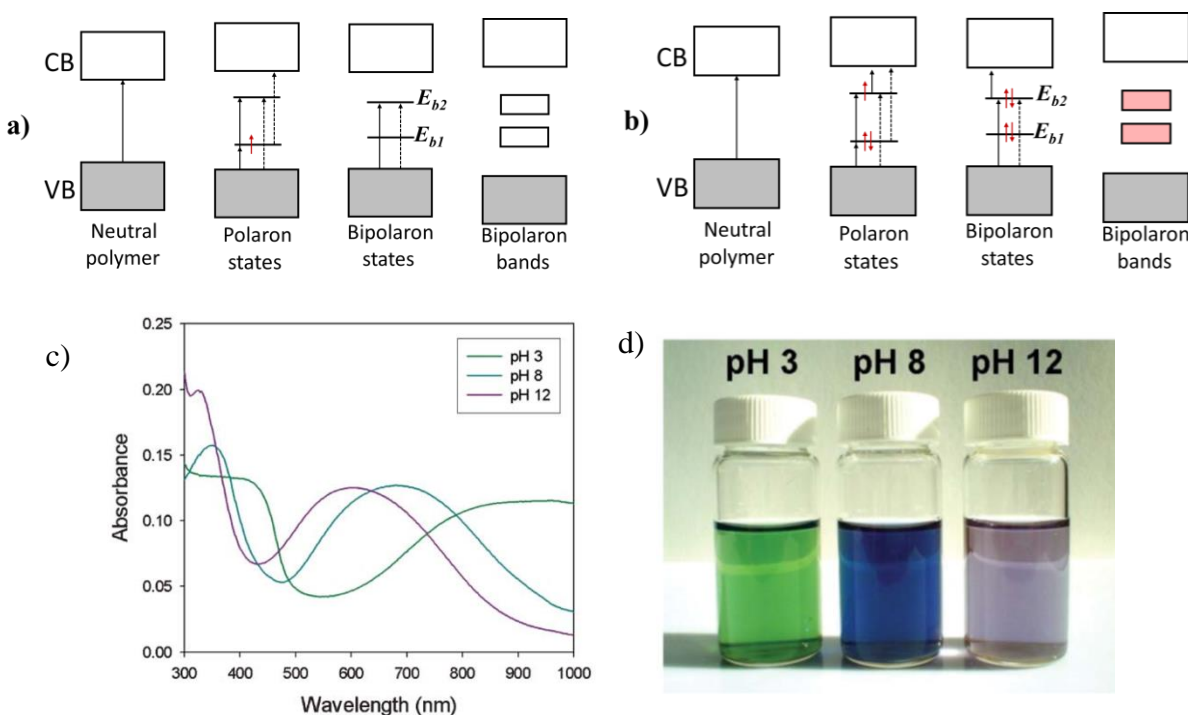 a)
CB
VB
Neutral
polymer
Polaron
states
Bipolaron
states
E_b2
E_b1
Bipolaron
bands
b)
CB
VB
Neutral
polymer
Polaron
states
Bipolaron
states
E_b2
E_b1
Bipolaron
bands
c)
0.25
0.20
0.15
0.10
0.05
0.00
Absorbance
pH 3
pH 8
pH 12
300 400 500 600 700 800 900 1000
Wavelength (nm)
d)
pH 3 pH 8 pH 12